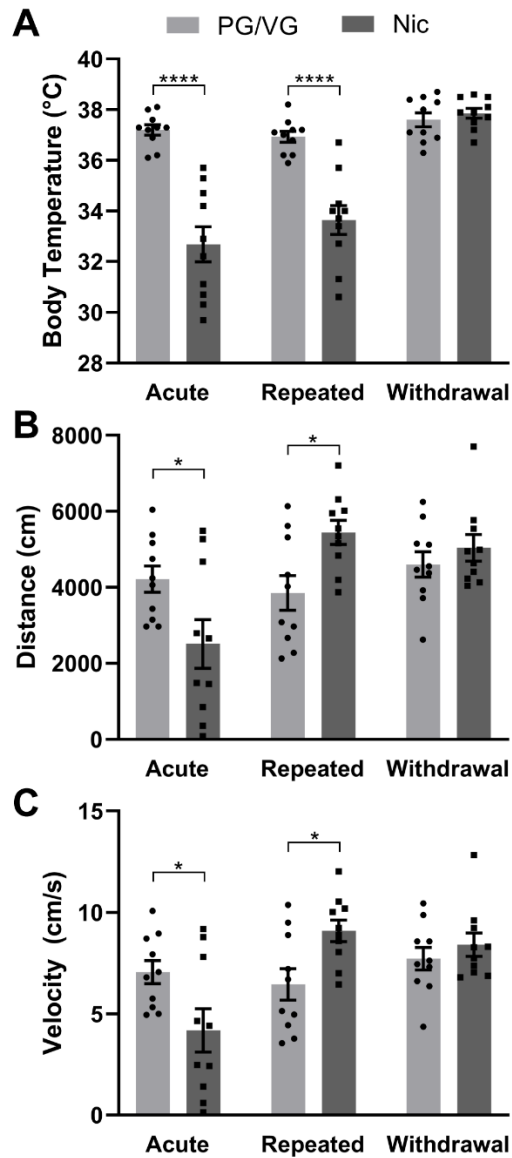 A
PG/VG Nic
Body Temperature (°C)
40
38
36
34
32
30
28
**** ****
Acute Repeated Withdrawal
B
Distance (cm)
8000
6000
4000
2000
0
* *
Acute Repeated Withdrawal
C
Velocity (cm/s)
15
10
5
0
* *
Acute Repeated Withdrawal